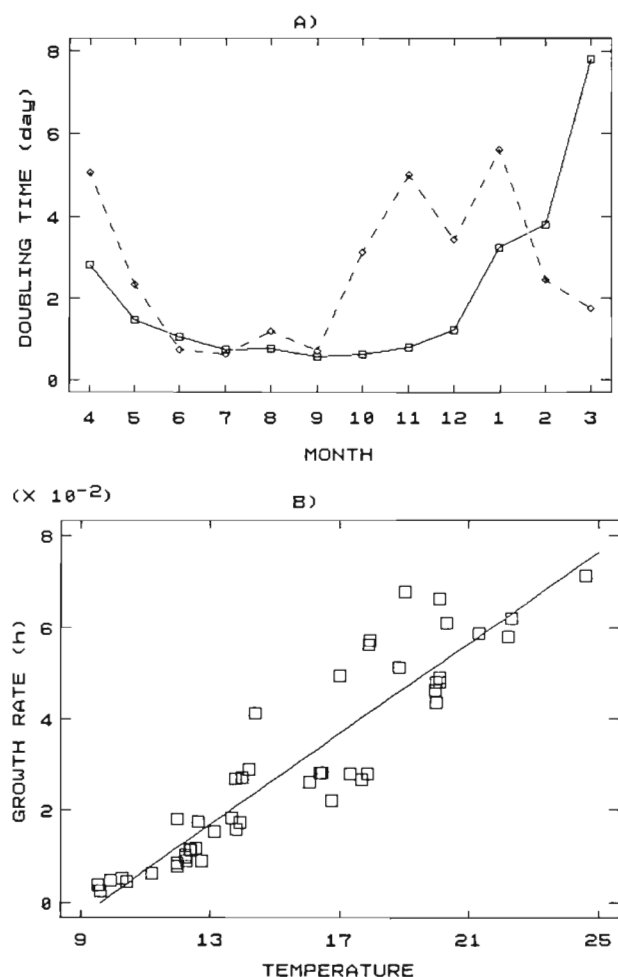 A)
8
6
4
2
0
DOUBLING TIME (day)
4 5 6 7 8 9 10 11 12 1 2 3
MONTH
(X 10⁻²)
B)
8
6
4
2
0
GROWTH RATE (h)
9 13 17 21 25
TEMPERATURE